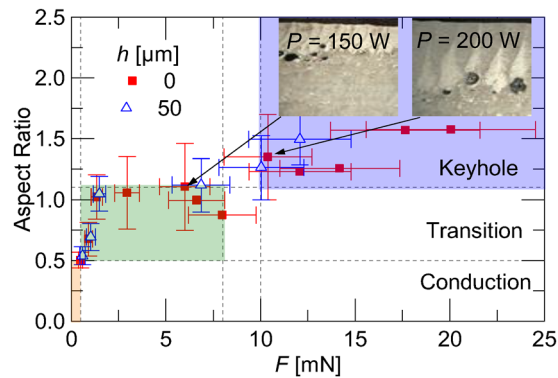 2.5
2.0
1.5
1.0
0.5
0.0
Aspect Ratio
h [µm]
0
50
P = 150 W
P = 200 W
Keyhole
Transition
Conduction
0
5
10
15
20
25
F [mN]